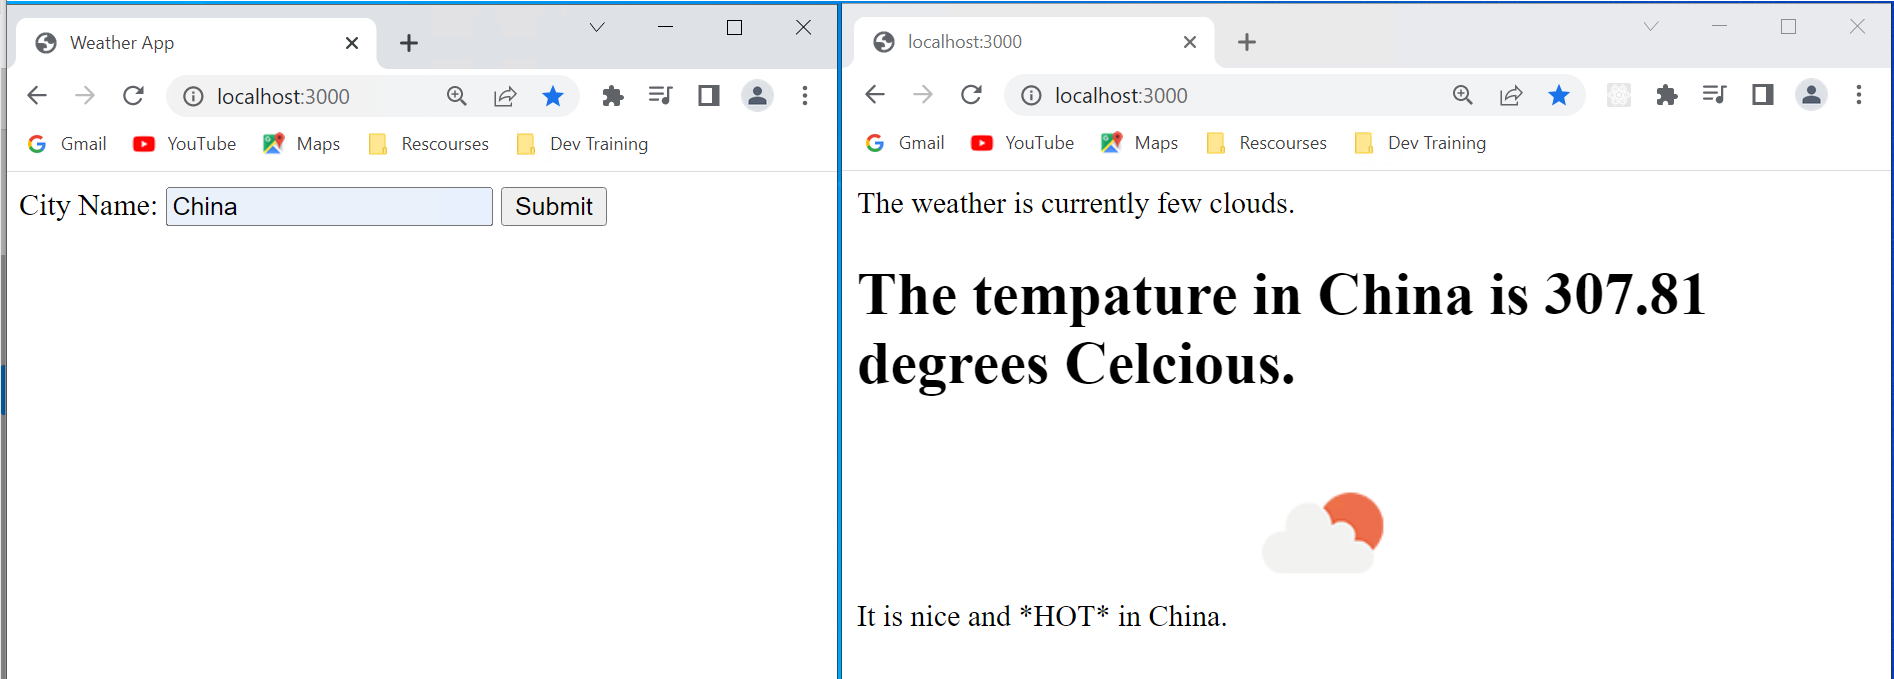 Weather App
localhost:3000
Gmail YouTube Maps Rescourses Dev Training
City Name: China Submit
localhost:3000
localhost:3000
Gmail YouTube Maps Rescourses Dev Training
The weather is currently few clouds.
The tempature in China is 307.81
degrees Celcious.
It is nice and *HOT* in China.